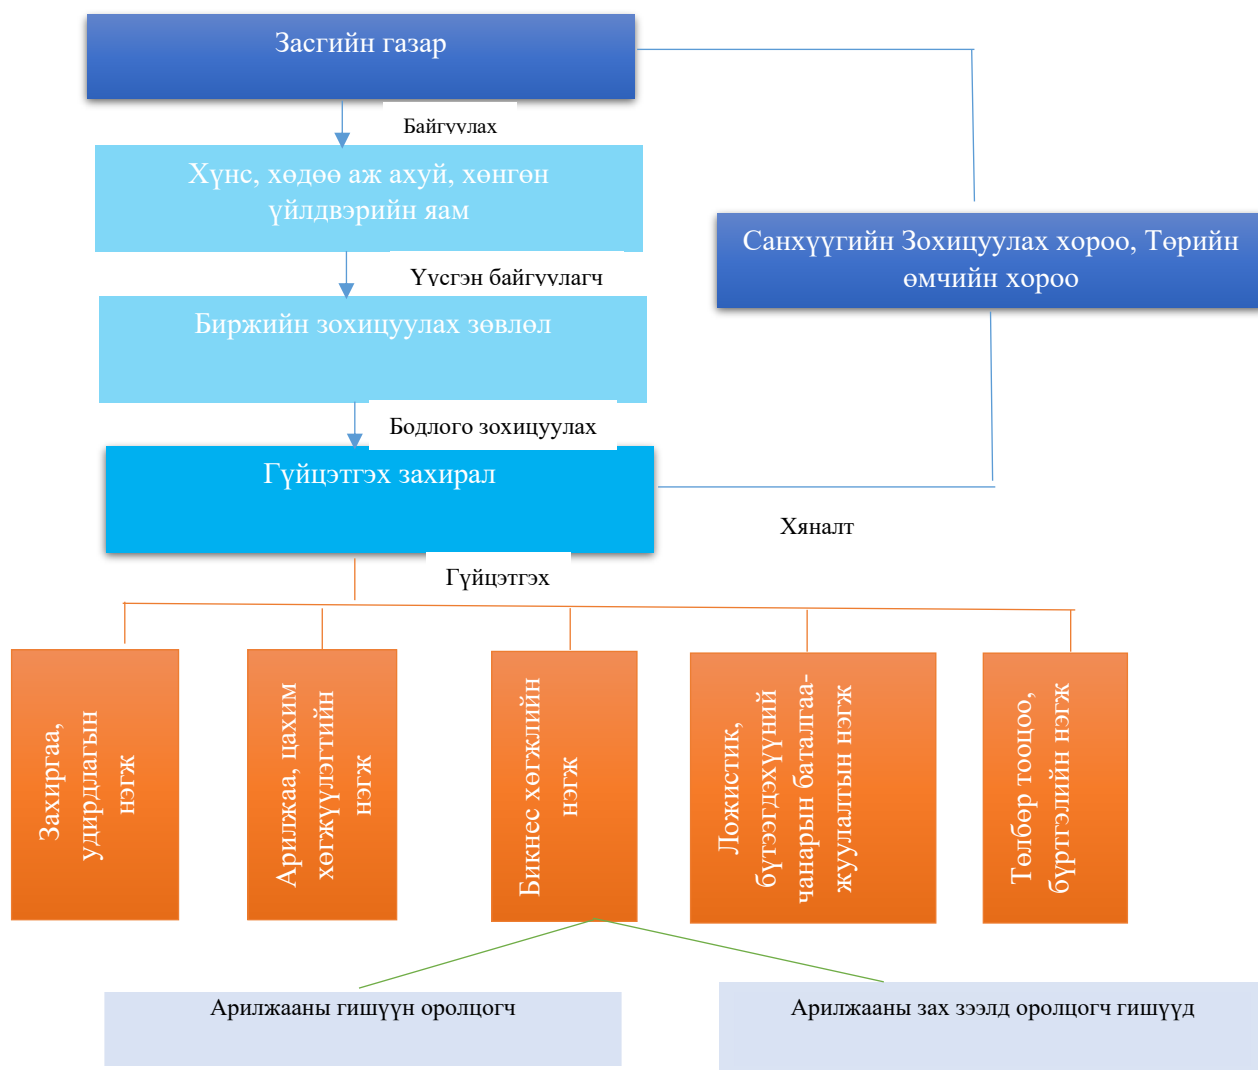 Засгийн газар
Байгуулах
Хүнс, хөдөө аж ахуй, хөнгөн
үйлдвэрийн яам
Санхүүгийн Зохицуулах хороо, Төрийн
өмчийн хороо
Үүсгэн байгуулагч
Биржийн зохицуулах зөвлөл
Бодлого зохицуулах
Гүйцэтгэх захирал
Хяналт
Гүйцэтгэх
Захиргаа,
удирдлагын
нэгж
Арилжаа, цахим
хөгжүүлэгтийн
нэгж
Бикнес хөгжлийн
нэгж
Ложистик,
бүтээгдэхүүний
чанарын баталгаа-
жуулалтын нэгж
Төлбөр тооцоо,
бүртгэлийн нэгж
Арилжааны гишүүн оролцогч
Арилжааны зах зээлд оролцогч гишүүд